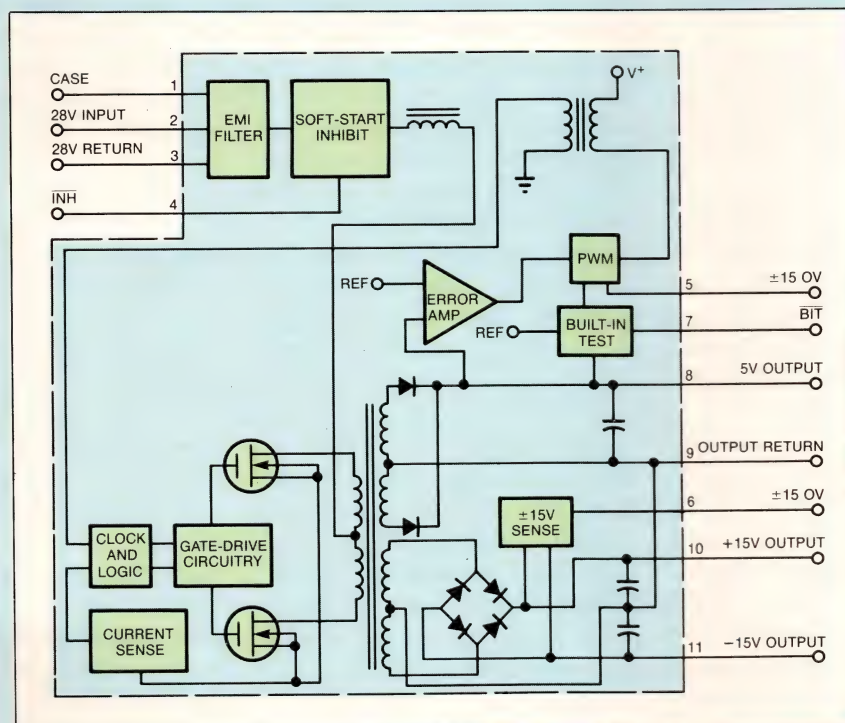 CASE
1
28V INPUT
2
28V RETURN
3
INH
4
EMI
FILTER
SOFT-START
INHIBIT
V+
REF
ERROR
AMP
PWM
5
±15 OV
REF
BUILT-IN
TEST
7
BIT
8
5V OUTPUT
9
OUTPUT RETURN
6
±15 OV
±15V
SENSE
10
+15V OUTPUT
CLOCK
AND
LOGIC
GATE-DRIVE
CIRCUITRY
CURRENT
SENSE
11
−15V OUTPUT